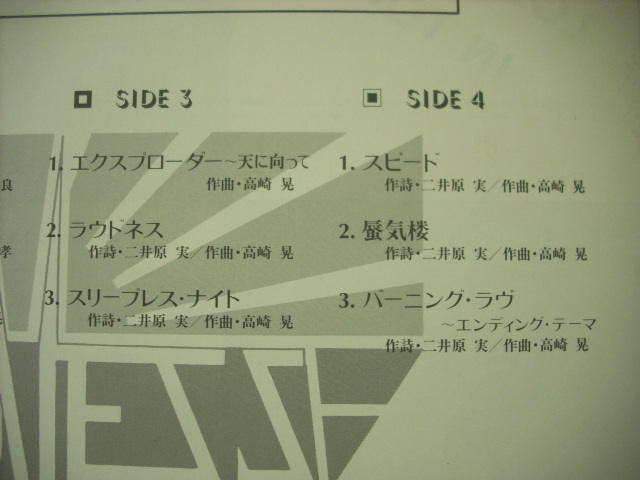 SIDE 3
1. エクスプローダー～天に向って
作曲・高崎 晃
2. ラウドネス
作詩・二井原 実／作曲・高崎 晃
3. スリープレス・ナイト
作詩・二井原 実／作曲・高崎 晃
SIDE 4
1. スピード
作詩・二井原 実／作曲・高崎 晃
2. 蜃気楼
作詩・二井原 実／作曲・高崎 晃
3. バーニング・ラヴ
～エンディング・テーマ
作詩・二井原 実／作曲・高崎 晃
良
孝
NESS